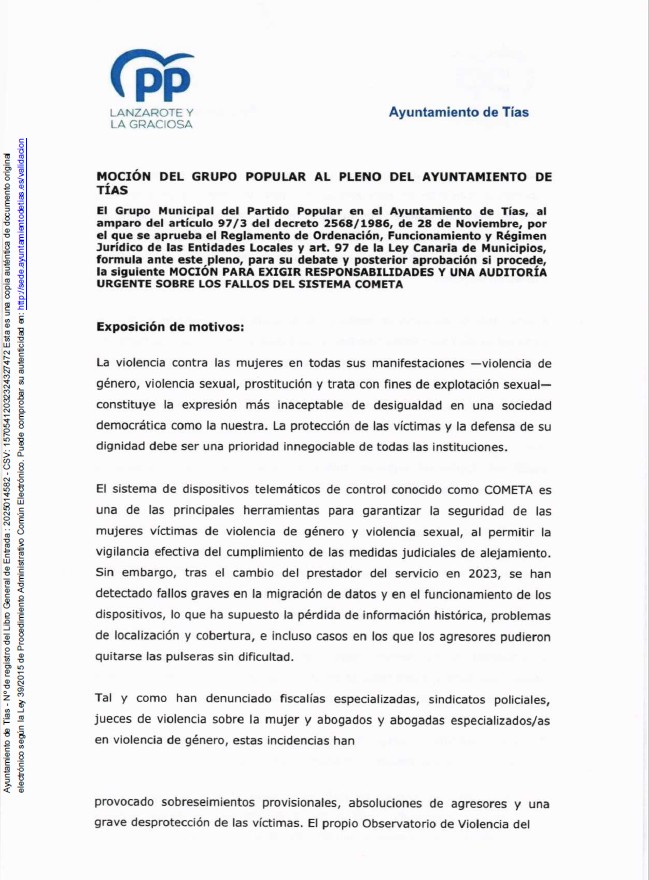 PP
LANZAROTE Y
LA GRACIOSA
Ayuntamiento de Tías
MOCIÓN DEL GRUPO POPULAR AL PLENO DEL AYUNTAMIENTO DE
TÍAS
El Grupo Municipal del Partido Popular en el Ayuntamiento de Tías, al
amparo del artículo 97/3 del decreto 2568/1986, de 28 de Noviembre, por
el que se aprueba el Reglamento de Ordenación, Funcionamiento y Régimen
Jurídico de las Entidades Locales y art. 97 de la Ley Canaria de Municipios,
formula ante este pleno, para su debate y posterior aprobación si procede,
la siguiente MOCIÓN PARA EXIGIR RESPONSABILIDADES Y UNA AUDITORÍA
URGENTE SOBRE LOS FALLOS DEL SISTEMA COMETA
Exposición de motivos:
La violencia contra las mujeres en todas sus manifestaciones —violencia de
género, violencia sexual, prostitución y trata con fines de explotación sexual—
constituye la expresión más inaceptable de desigualdad en una sociedad
democrática como la nuestra. La protección de las víctimas y la defensa de su
dignidad debe ser una prioridad innegociable de todas las instituciones.
El sistema de dispositivos telemáticos de control conocido como COMETA es
una de las principales herramientas para garantizar la seguridad de las
mujeres víctimas de violencia de género y violencia sexual, al permitir la
vigilancia efectiva del cumplimiento de las medidas judiciales de alejamiento.
Sin embargo, tras el cambio del prestador del servicio en 2023, se han
detectado fallos graves en la migración de datos y en el funcionamiento de los
dispositivos, lo que ha supuesto la pérdida de información histórica, problemas
de localización y cobertura, e incluso casos en los que los agresores pudieron
quitarse las pulseras sin dificultad.
Tal y como han denunciado fiscalías especializadas, sindicatos policiales,
jueces de violencia sobre la mujer y abogados y abogadas especializados/as
en violencia de género, estas incidencias han
provocado sobreseimientos provisionales, absoluciones de agresores y una
grave desprotección de las víctimas. El propio Observatorio de Violencia del
Ayuntamiento de Tías - Nº de registro del Libro General de Entrada : 2025014582 - CSV: 15705412032324327472 Esta es una copia auténtica de documento original
electrónico según la Ley 39/2015 de Procedimiento Administrativo Común Electrónico. Puede comprobar su autenticidad en: http://sede.ayuntamientodetias.es/validacion